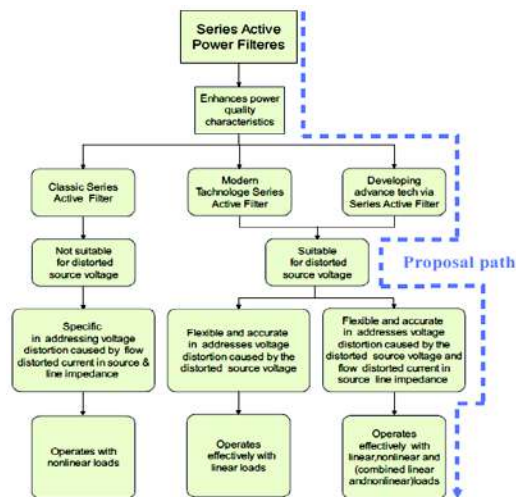 Series Active
Power Filteres
Enhances power
quality
characteristics
Classic Series
Active Filter
Modern
Technologe Series
Active Filter
Developing
advance tech via
Series Active Filter
Not suitable
for distorted
source voltage
Suitable
for distorted
source voltage
Proposal path
Specific
in addressing voltage
distortion caused by flow
distorted current in source &
line impedance
Flexible and accurate
in addresses voltage
distortion caused by the
distorted source voltage
Flexible and accurate
in addresses voltage
distortion caused by the
distorted source voltage and
flow distorted current in
source line impedance
Operates with
nonlinear loads
Operates
effectively with
linear loads
Operates
effectively with
linear,nonlinear and
(combined linear
andnonlinear)loads